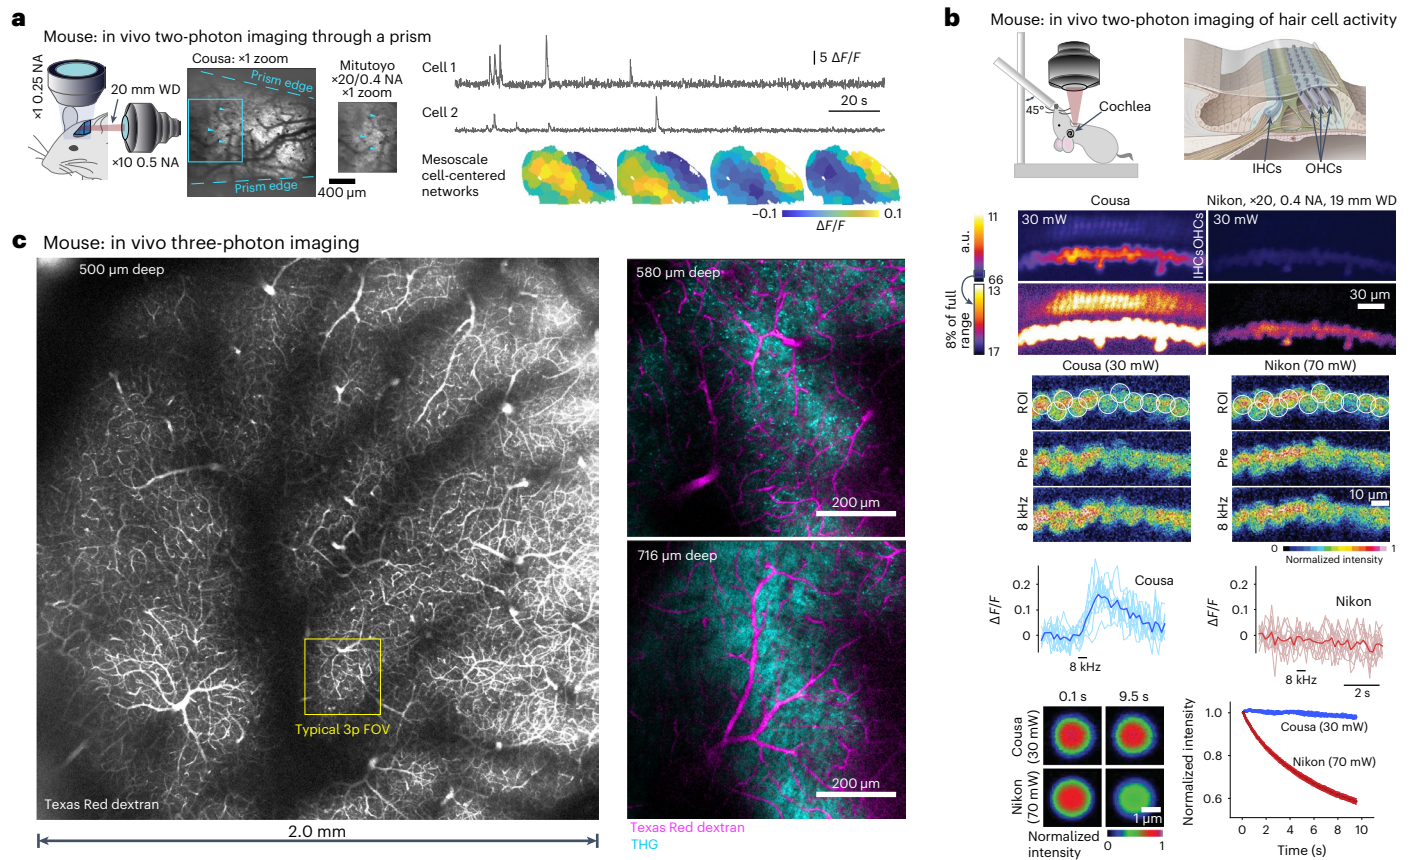 a
Mouse: in vivo two-photon imaging through a prism
×1 0.25 NA
20 mm WD
×10 0.5 NA
Cousa: ×1 zoom
Prism edge
Prism edge
Mitutoyo
×20/0.4 NA
×1 zoom
400 µm
Cell 1
Cell 2
5 ΔF/F
20 s
Mesoscale
cell-centered
networks
−0.1
0.1
ΔF/F
b
Mouse: in vivo two-photon imaging of hair cell activity
45°
Cochlea
IHCs
OHCs
Cousa
Nikon, ×20, 0.4 NA, 19 mm WD
30 mW
30 mW
IHCs
OHCs
11
a.u.
66
13
8% of full
range
17
30 µm
Cousa (30 mW)
Nikon (70 mW)
ROI
Pre
8 kHz
ROI
Pre
8 kHz
10 µm
0
1
Normalized intensity
ΔF/F
0.2
0.1
0
Cousa
8 kHz
ΔF/F
0.2
0.1
0
Nikon
8 kHz
2 s
0.1 s
9.5 s
Cousa
(30 mW)
Nikon
(70 mW)
1 µm
Normalized
intensity
0
1
Normalized intensity
1.0
0.8
0.6
Cousa (30 mW)
Nikon (70 mW)
0
2
4
6
8
10
Time (s)
c
Mouse: in vivo three-photon imaging
500 µm deep
Typical 3p FOV
Texas Red dextran
2.0 mm
580 µm deep
200 µm
716 µm deep
200 µm
Texas Red dextran
THG